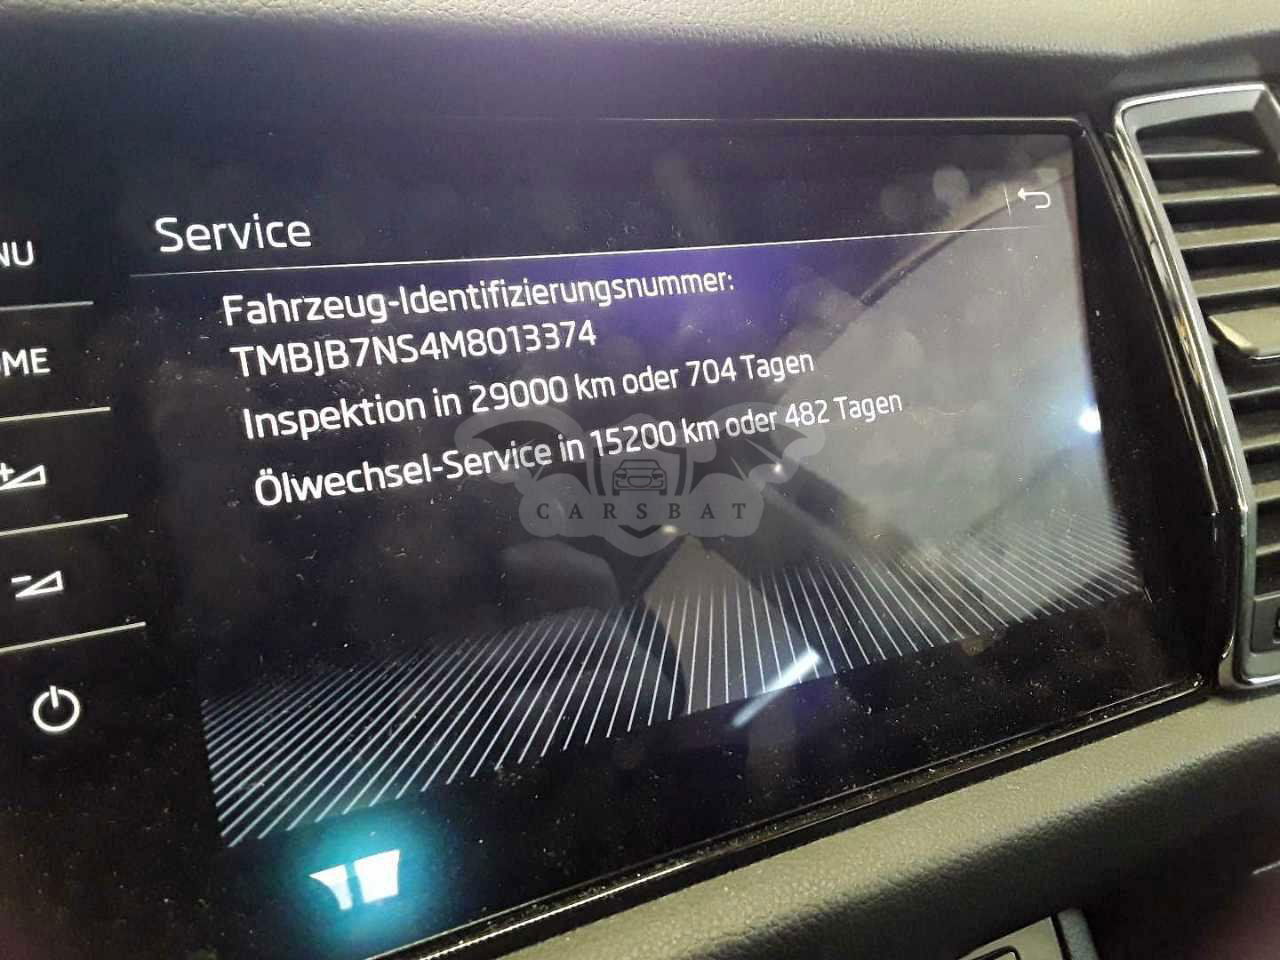 Service
NU
Fahrzeug-Identifizierungsnummer:
TMBJB7NS4M8013374
OME
Inspektion in 29000 km oder 704 Tagen
Ölwechsel-Service in 15200 km oder 482 Tagen
CARSBAT
+
-